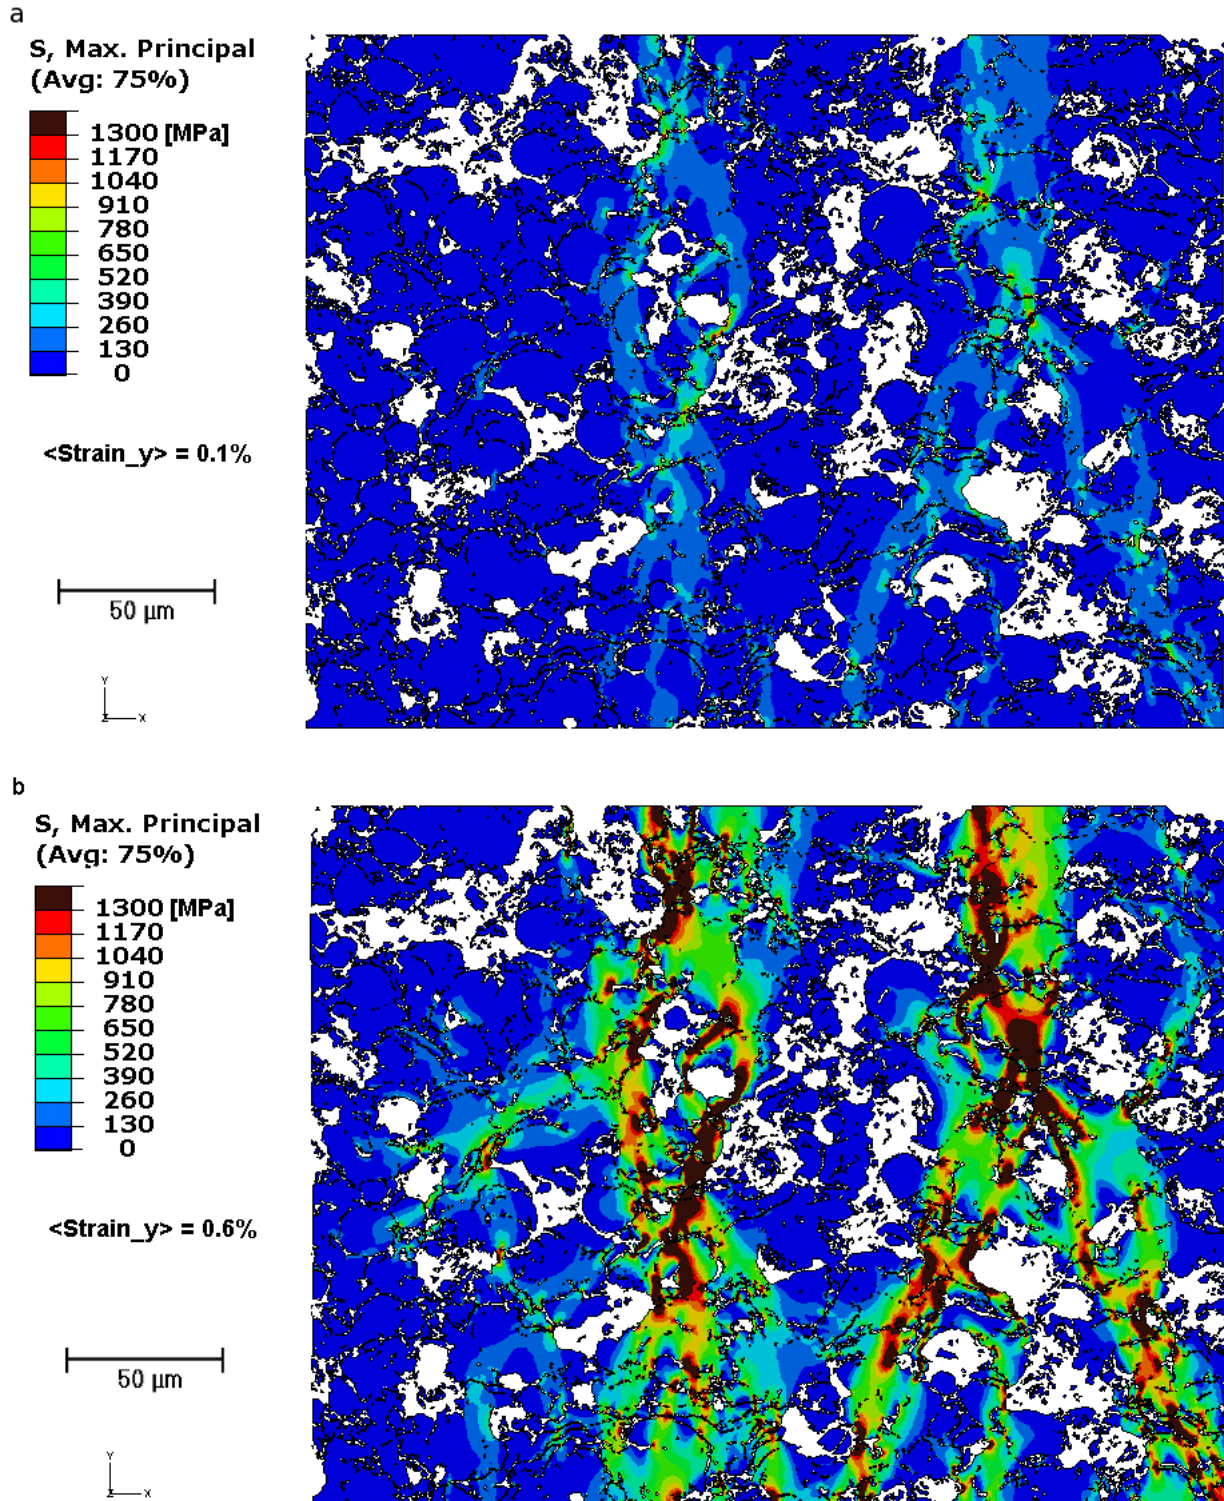 a
S, Max. Principal
(Avg: 75%)
1300 [MPa]
1170
1040
910
780
650
520
390
260
130
0
<Strain_y> = 0.1%
50 µm
Y
Z X
b
S, Max. Principal
(Avg: 75%)
1300 [MPa]
1170
1040
910
780
650
520
390
260
130
0
<Strain_y> = 0.6%
50 µm
Y
Z X